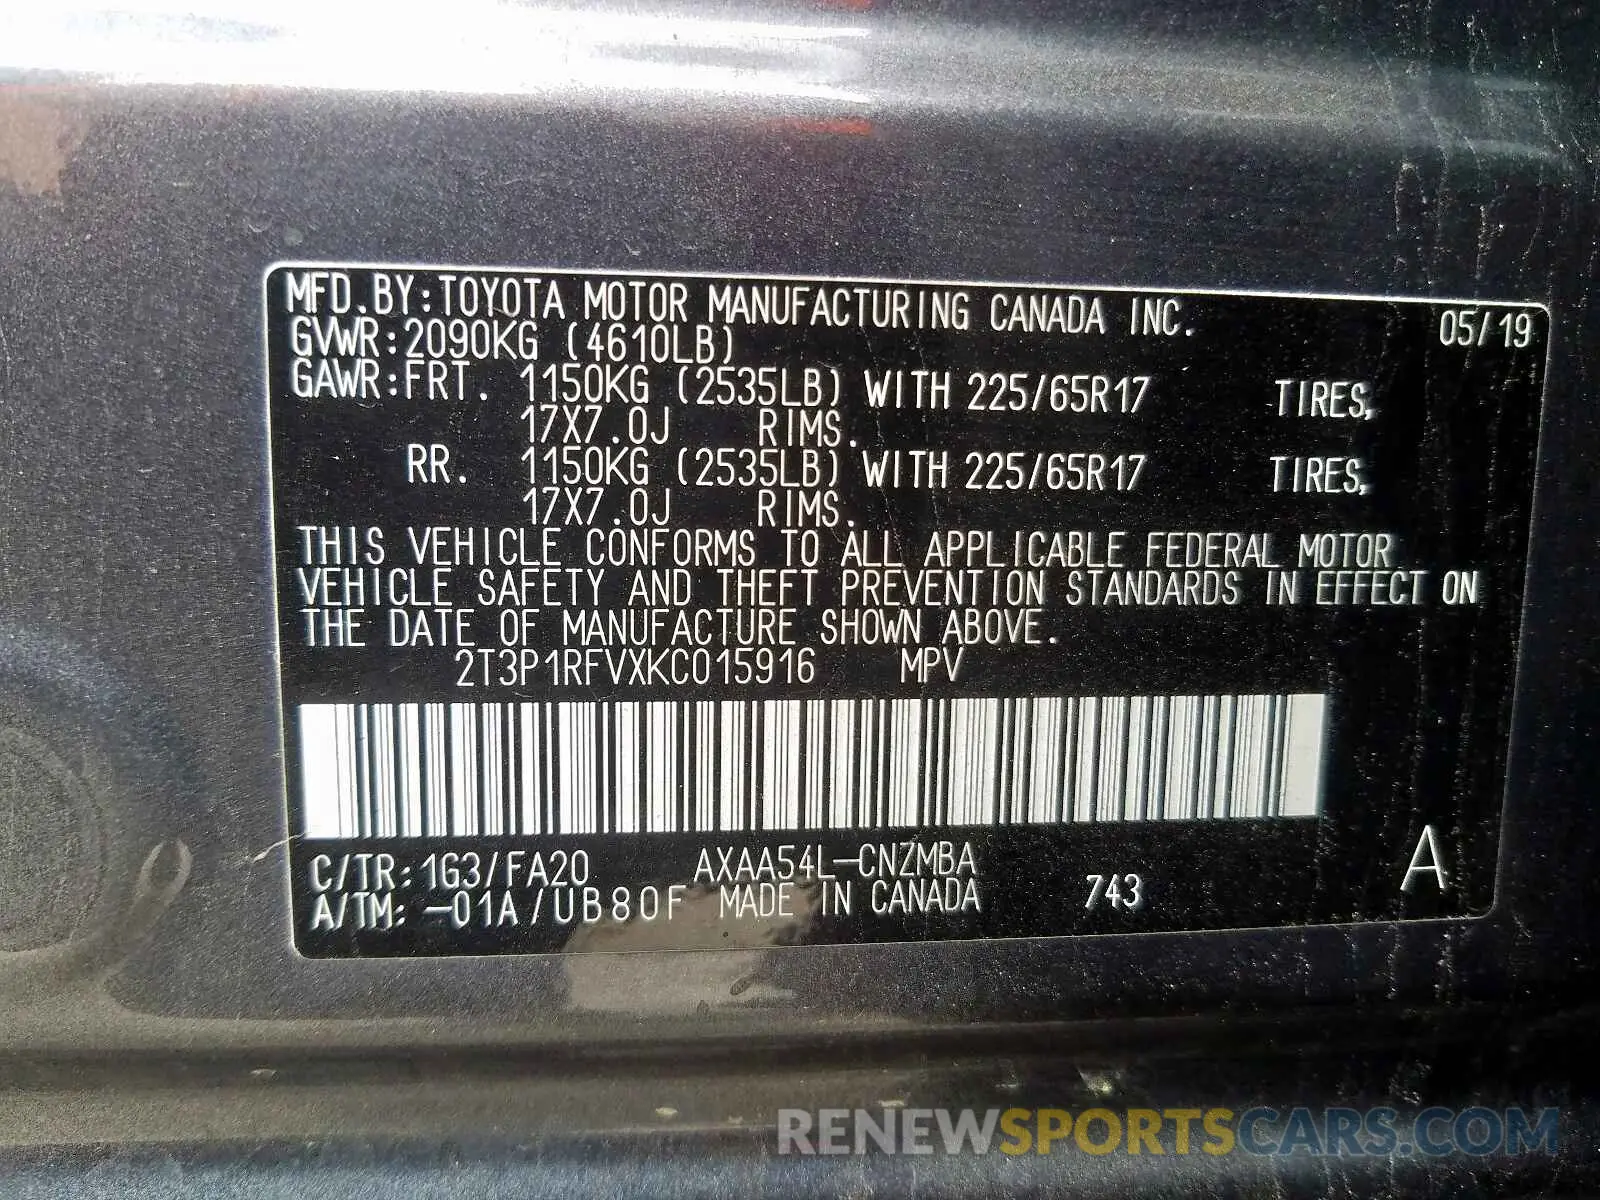 MFD.BY:TOYOTA MOTOR MANUFACTURING CANADA INC. 05/19
GVWR:2090KG (4610LB)
GAWR:FRT. 1150KG (2535LB) WITH 225/65R17 TIRES,
17X7.0J RIMS.
RR. 1150KG (2535LB) WITH 225/65R17 TIRES,
17X7.0J RIMS.
THIS VEHICLE CONFORMS TO ALL APPLICABLE FEDERAL MOTOR
VEHICLE SAFETY AND THEFT PREVENTION STANDARDS IN EFFECT ON
THE DATE OF MANUFACTURE SHOWN ABOVE.
2T3P1RFVXKC015916 MPV
C/TR:1G3/FA20 AXAA54L-CNZMBA A
A/TM: -01A/UB80F MADE IN CANADA 743
RENEWSPORTSCARS.COM